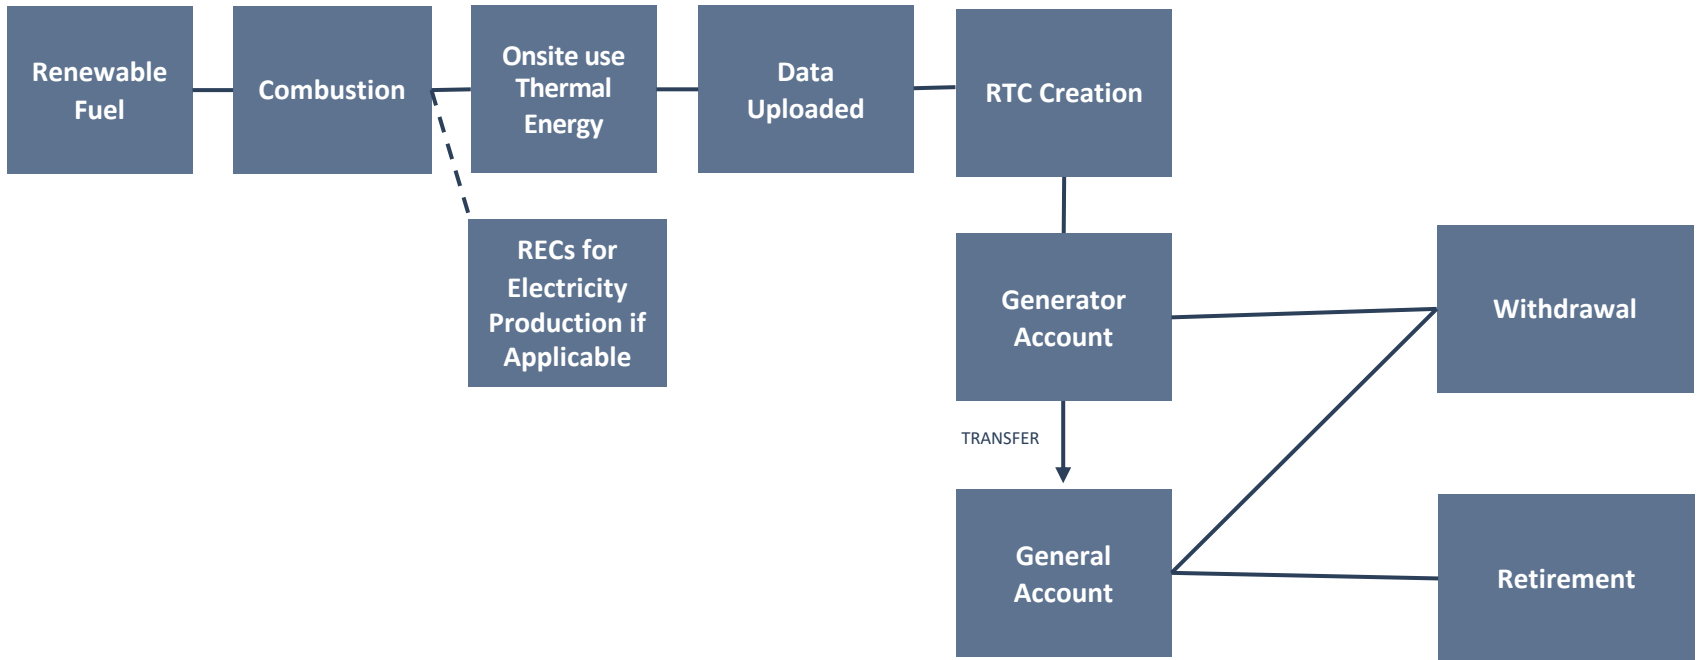 Renewable
Fuel
Combustion
Onsite use
Thermal
Energy
Data
Uploaded
RTC Creation
RECs for
Electricity
Production if
Applicable
Generator
Account
Withdrawal
TRANSFER
General
Account
Retirement